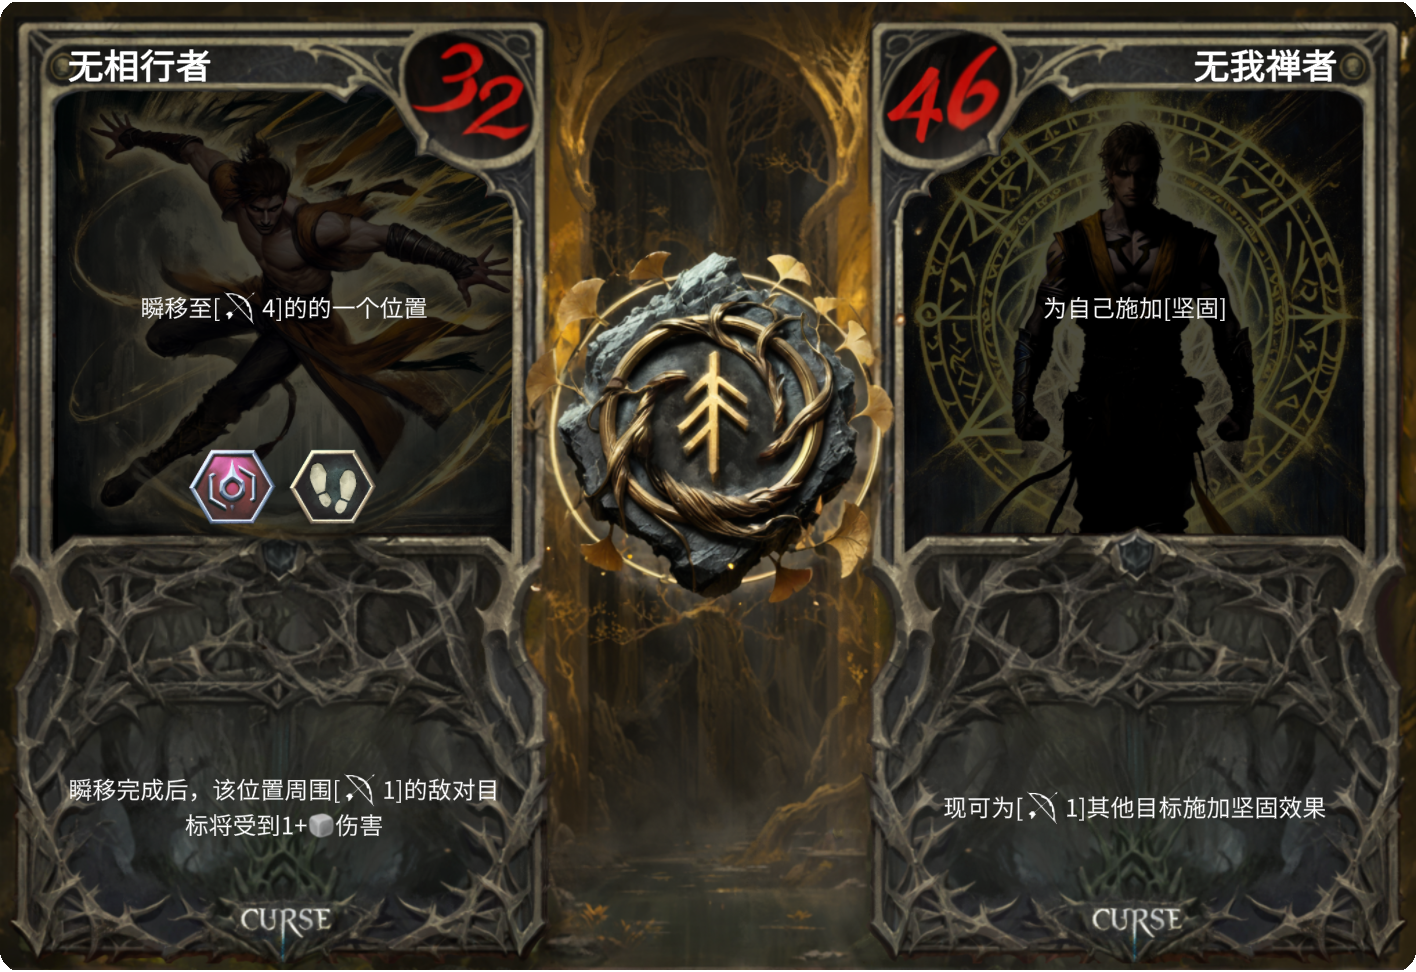 无相行者
32
瞬移至[ 4]的的一个位置
瞬移完成后，该位置周围[ 1]的敌对目
标将受到1+伤害
CURSE
46
无我禅者
为自己施加[坚固]
现可为[ 1]其他目标施加坚固效果
CURSE